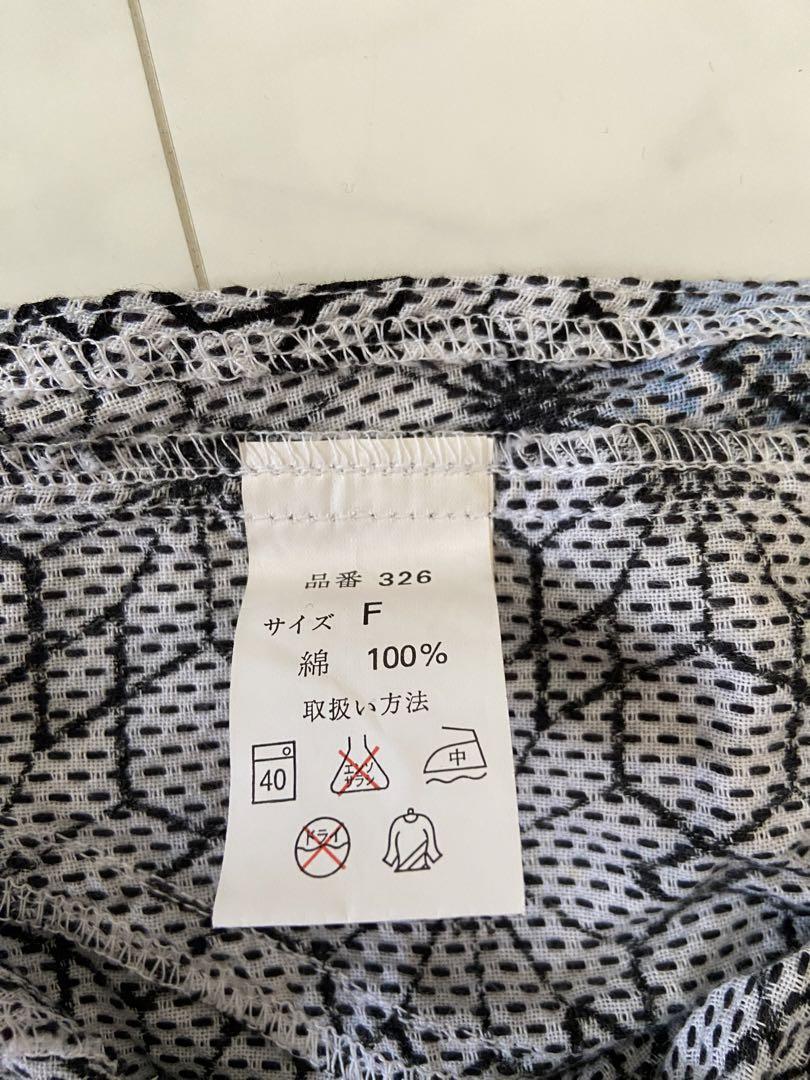 品番 326
サイズ F
綿 100%
取扱い方法
40
エンソ
サラシ
中
ドライ